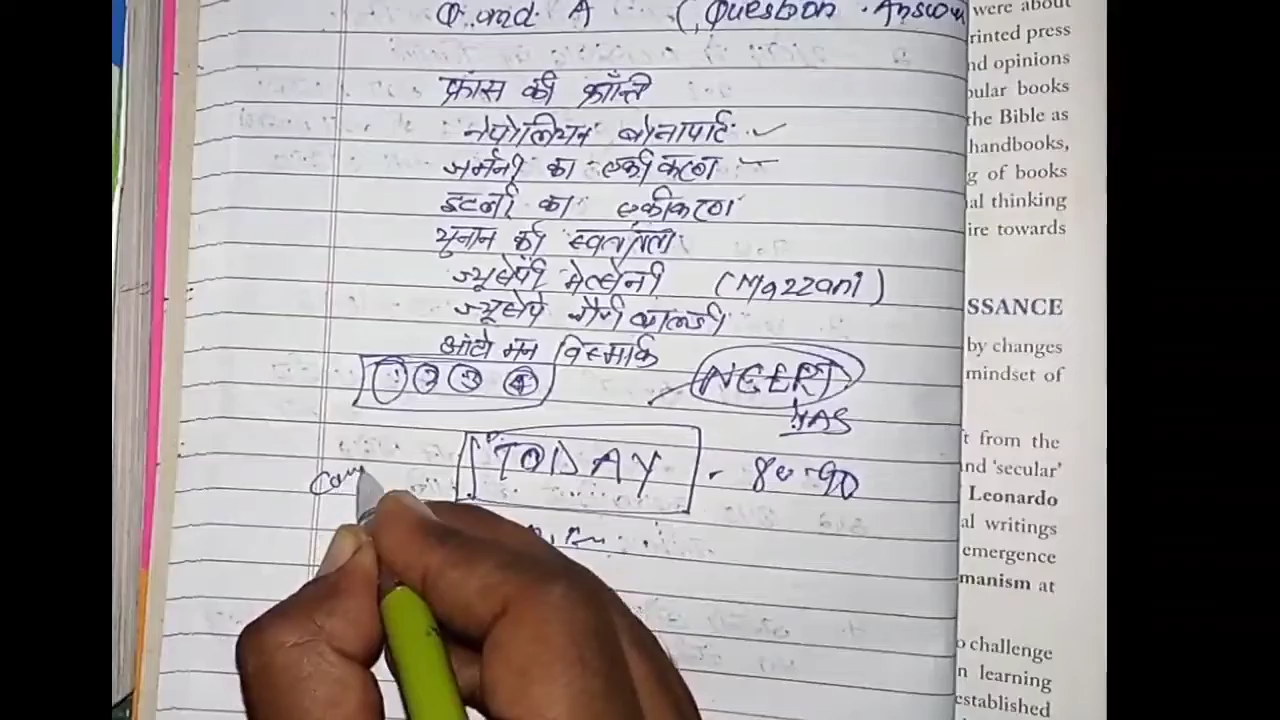 Q. and A (Question . Answer
फ्रांस की क्राँन्ति
नेपोलियन बोनापार्ट
जर्मनी का एकीकरण
इटली का एकीकरण
युनान की स्वतंत्रता
ज्यूसेपी मेत्सिनी (Mazzani)
ज्यूसेपे गैरीबाल्डी
आंटो मन विस्मार्क
1 2 3 4 NCERT
IAS
TODAY - 80-90
were about
rinted press
nd opinions
pular books
the Bible as
handbooks,
g of books
al thinking
ire towards
SSANCE
by changes
mindset of
t from the
nd 'secular'
Leonardo
al writings
emergence
manism at
o challenge
n learning
established